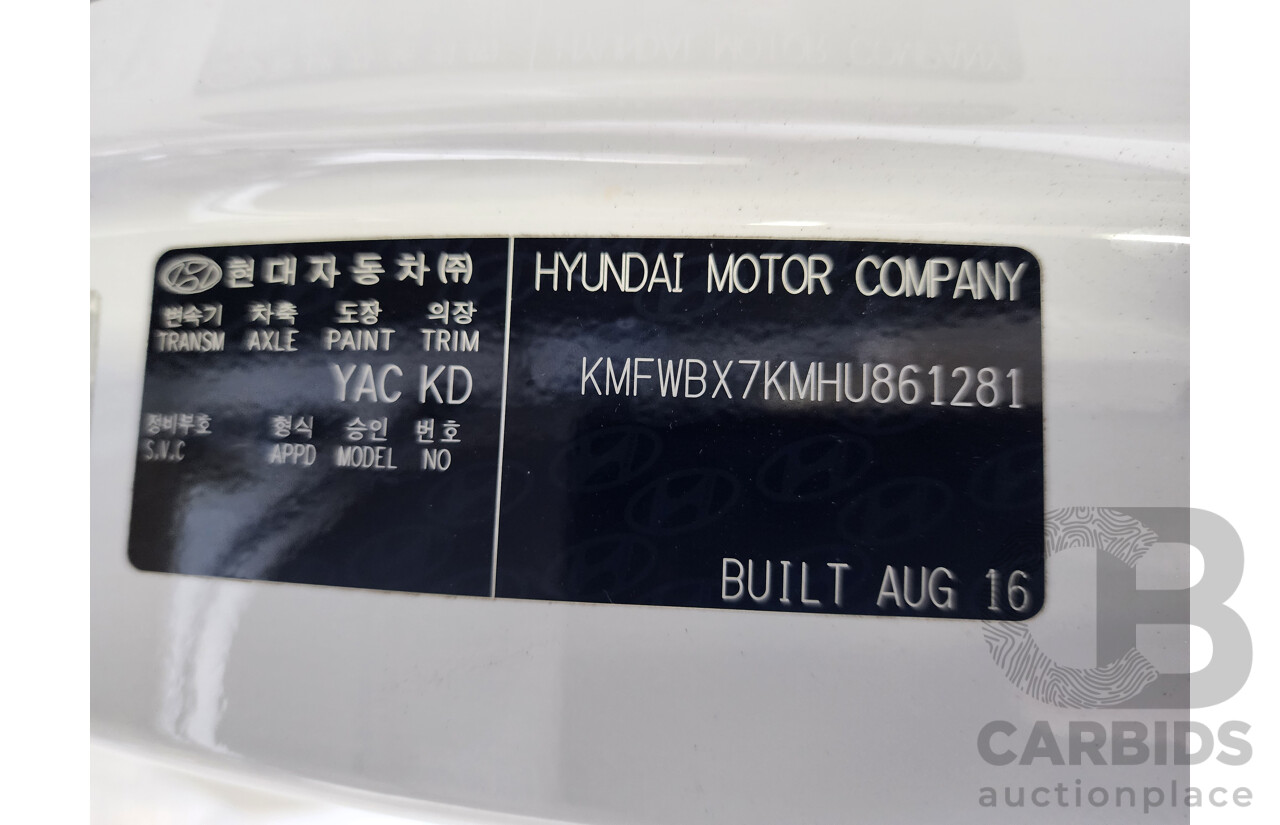 현대자동차(주)
변속기 차축 도장 의장
TRANSM AXLE PAINT TRIM
YAC KD
정비부호 형식 승인 번호
S.V.C APPD MODEL NO
HYUNDAI MOTOR COMPANY
KMFWBX7KMHU861281
BUILT AUG 16
CB
CARBIDS
auctionplace